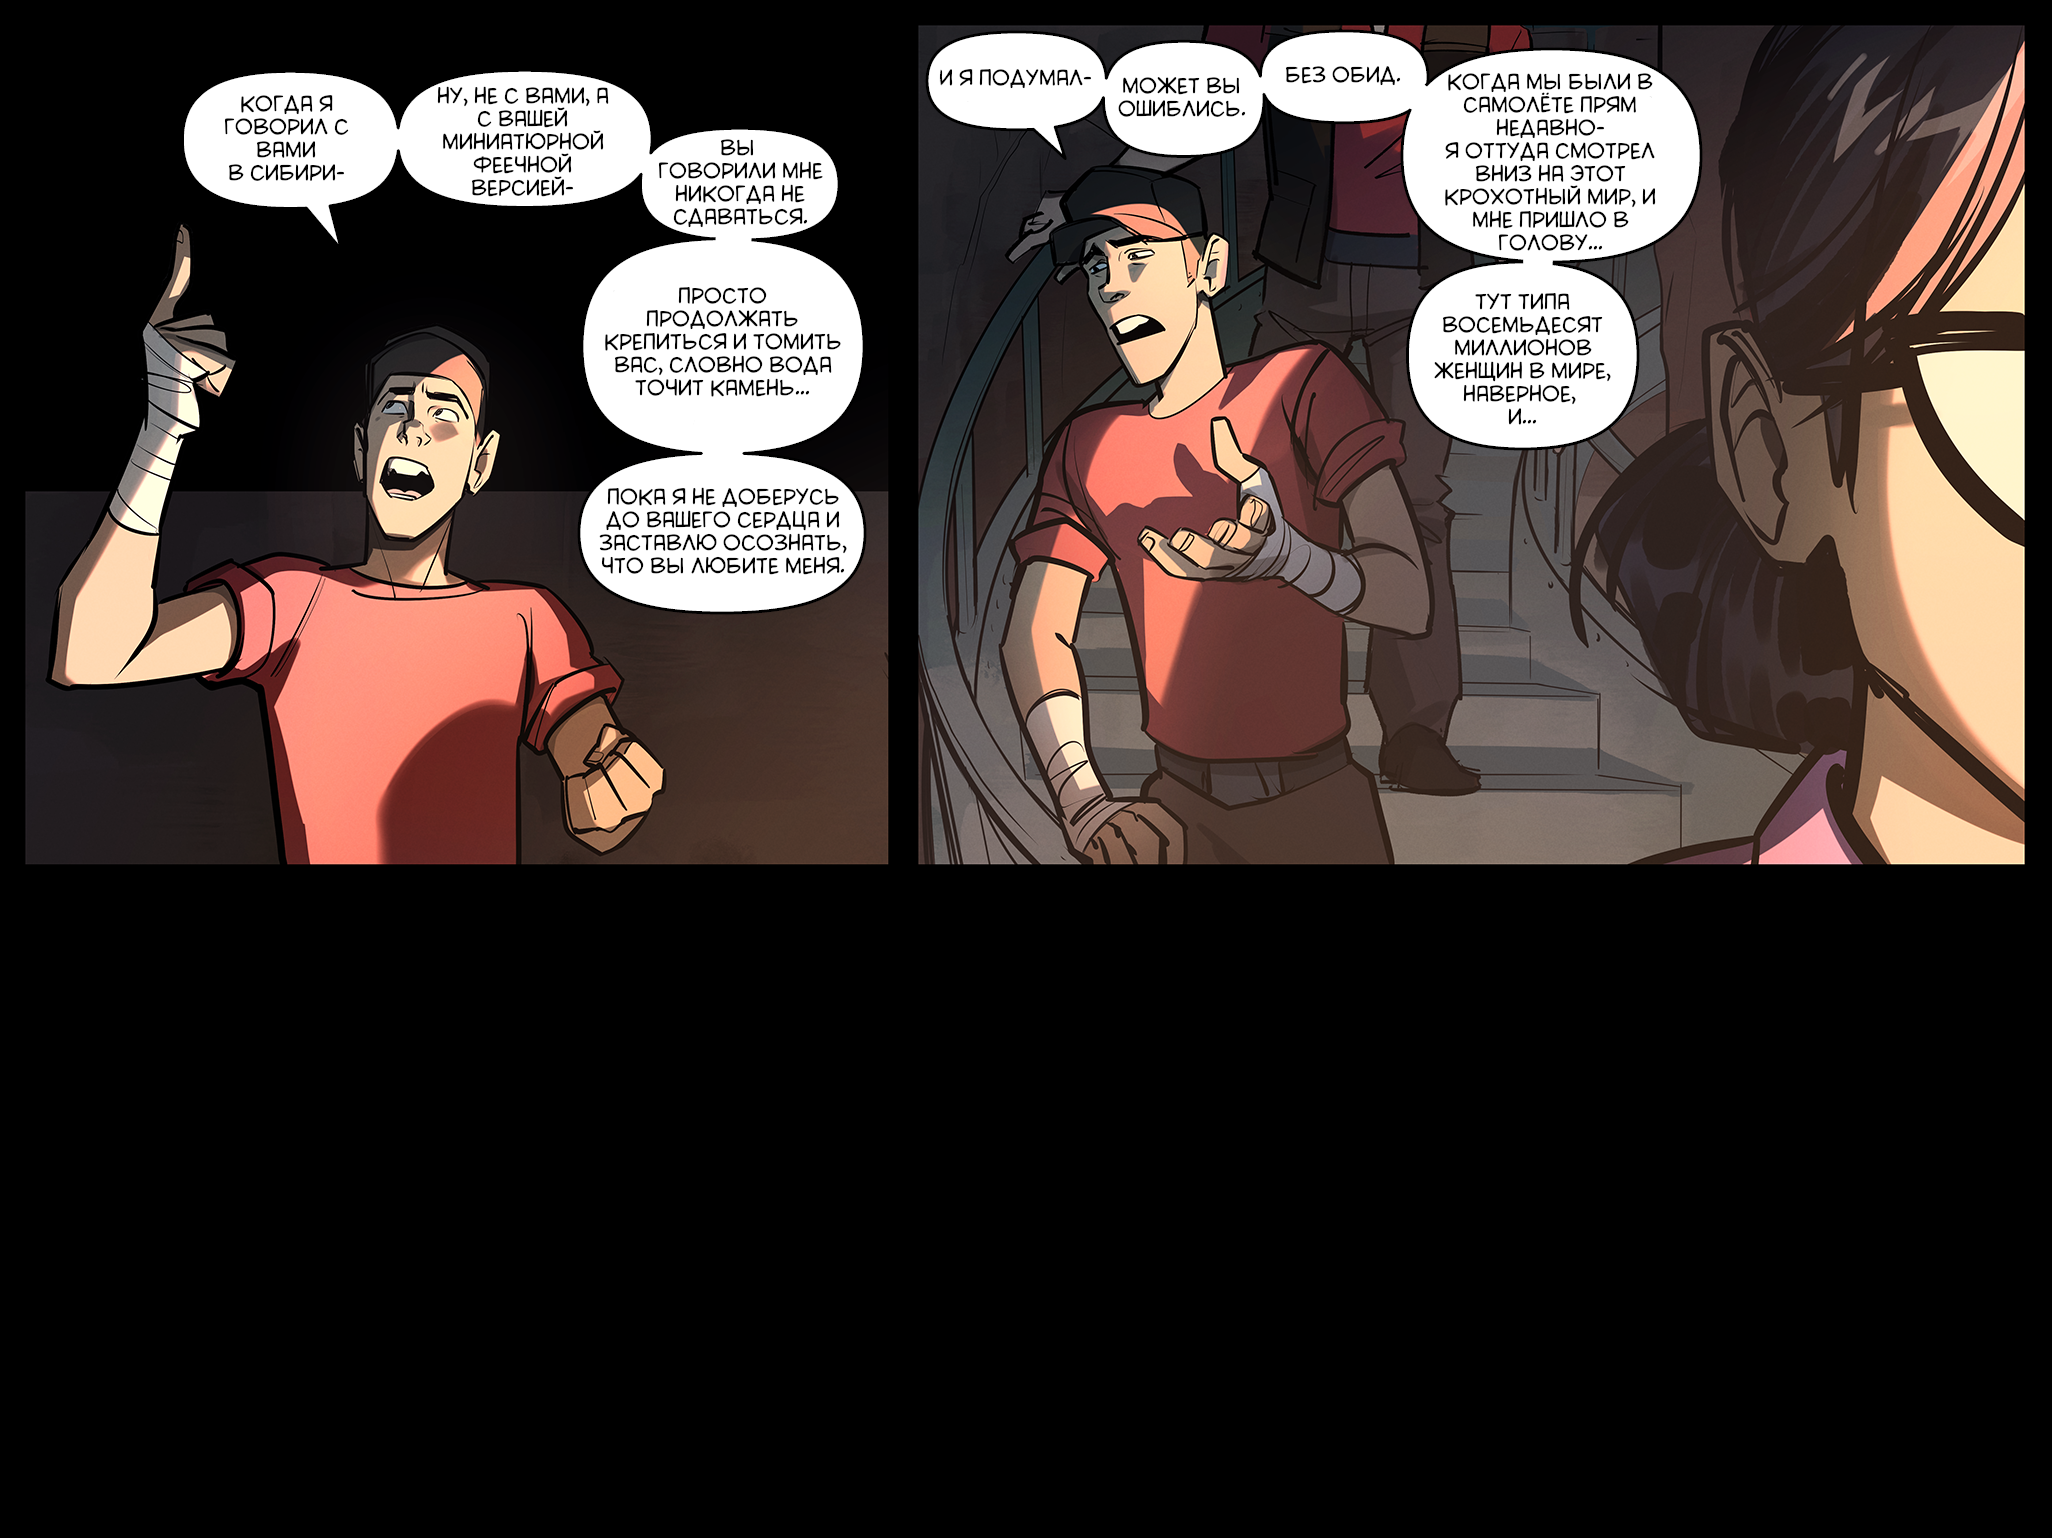 КОГДА Я
ГОВОРИЛ С
ВАМИ
В СИБИРИ-
НУ, НЕ С ВАМИ, А
С ВАШЕЙ
МИНИАТЮРНОЙ
ФЕЕЧНОЙ
ВЕРСИЕЙ-
ВЫ
ГОВОРИЛИ МНЕ
НИКОГДА НЕ
СДАВАТЬСЯ.
ПРОСТО
ПРОДОЛЖАТЬ
КРЕПИТЬСЯ И ТОМИТЬ
ВАС, СЛОВНО ВОДА
ТОЧИТ КАМЕНЬ...
ПОКА Я НЕ ДОБЕРУСЬ
ДО ВАШЕГО СЕРДЦА И
ЗАСТАВЛЮ ОСОЗНАТЬ,
ЧТО ВЫ ЛЮБИТЕ МЕНЯ.
И Я ПОДУМАЛ-
МОЖЕТ ВЫ
ОШИБЛИСЬ.
БЕЗ ОБИД.
КОГДА МЫ БЫЛИ В
САМОЛЁТЕ ПРЯМ
НЕДАВНО-
Я ОТТУДА СМОТРЕЛ
ВНИЗ НА ЭТОТ
КРОХОТНЫЙ МИР, И
МНЕ ПРИШЛО В
ГОЛОВУ...
ТУТ ТИПА
ВОСЕМЬДЕСЯТ
МИЛЛИОНОВ
ЖЕНЩИН В МИРЕ,
НАВЕРНОЕ,
И...